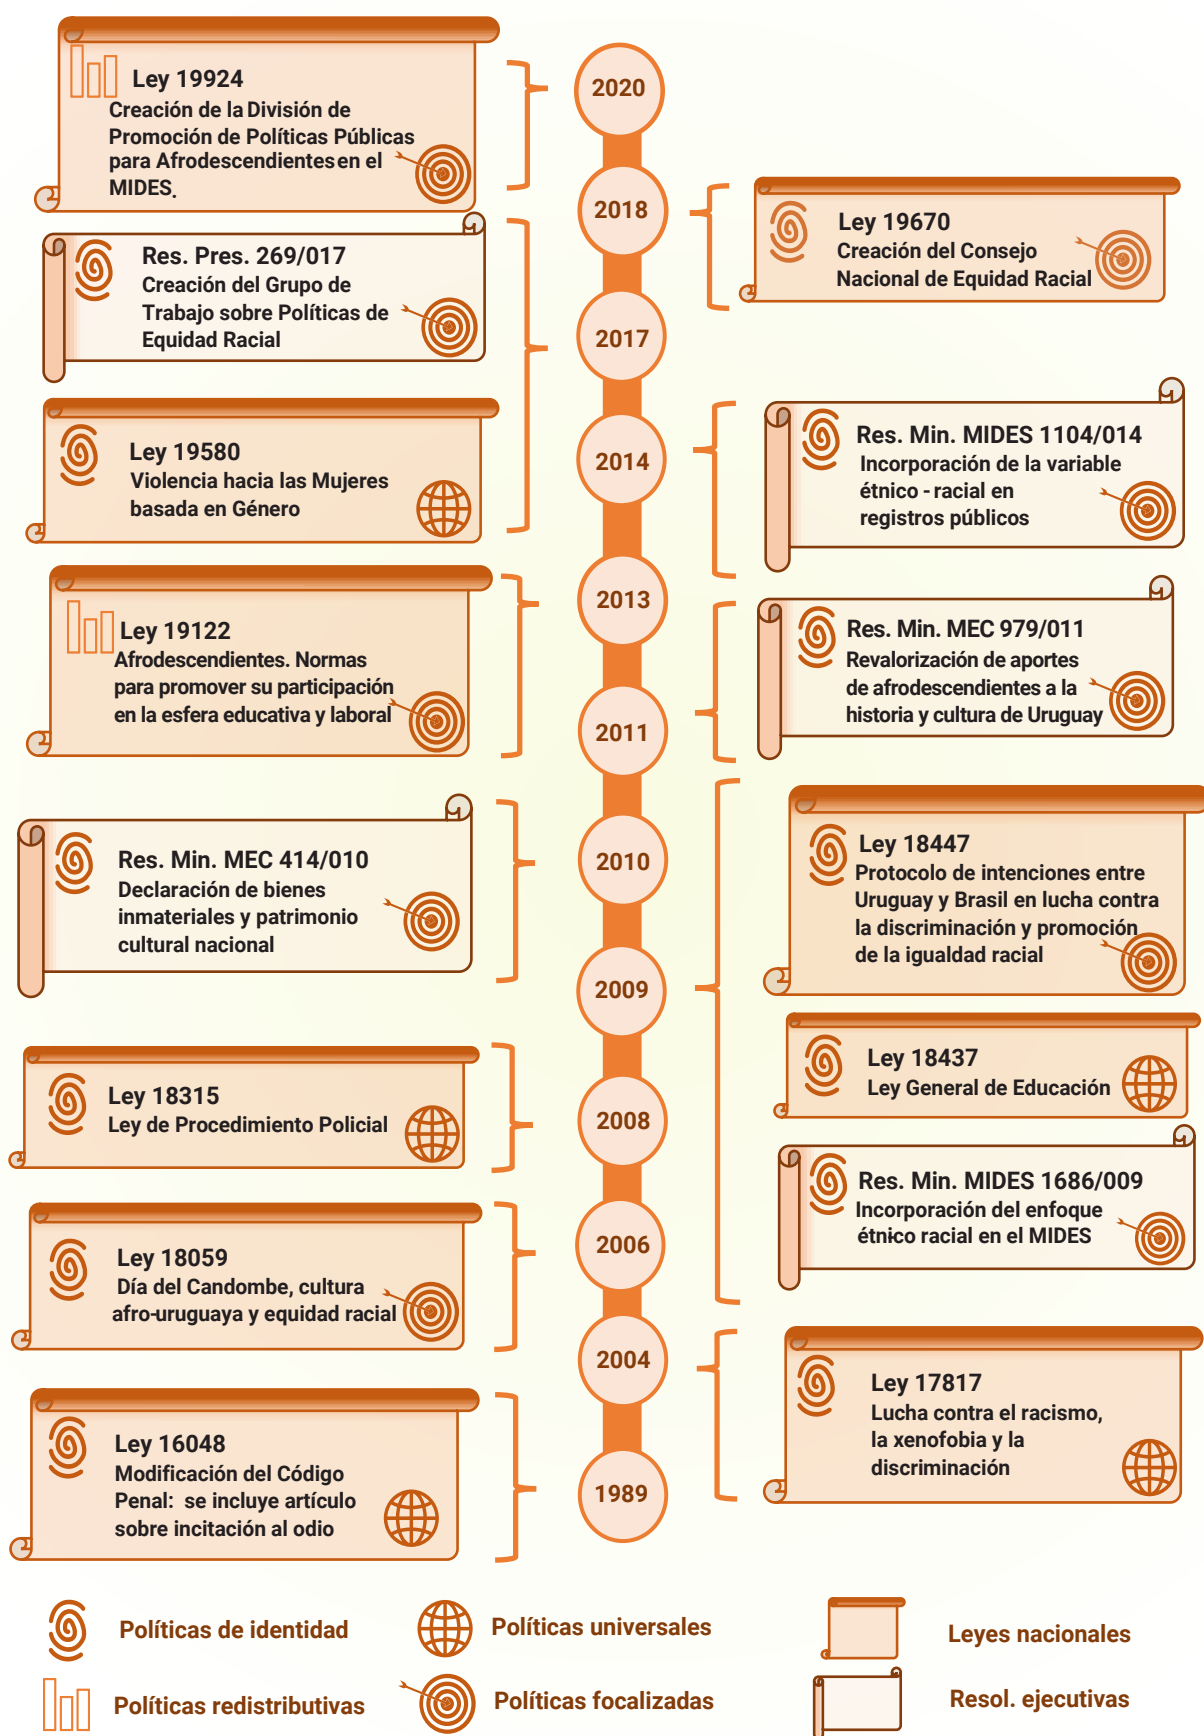 2020
Ley 19924
Creación de la División de
Promoción de Políticas Públicas
para Afrodescendientes en el
MIDES.
2018
Ley 19670
Creación del Consejo
Nacional de Equidad Racial
Res. Pres. 269/017
Creación del Grupo de
Trabajo sobre Políticas de
Equidad Racial
2017
Ley 19580
Violencia hacia las Mujeres
basada en Género
2014
Res. Min. MIDES 1104/014
Incorporación de la variable
étnico - racial en
registros públicos
2013
Ley 19122
Afrodescendientes. Normas
para promover su participación
en la esfera educativa y laboral
2011
Res. Min. MEC 979/011
Revalorización de aportes
de afrodescendientes a la
historia y cultura de Uruguay
2010
Res. Min. MEC 414/010
Declaración de bienes
inmateriales y patrimonio
cultural nacional
2009
Ley 18447
Protocolo de intenciones entre
Uruguay y Brasil en lucha contra
la discriminación y promoción
de la igualdad racial
Ley 18437
Ley General de Educación
Res. Min. MIDES 1686/009
Incorporación del enfoque
étnico racial en el MIDES
2008
Ley 18315
Ley de Procedimiento Policial
2006
Ley 18059
Día del Candombe, cultura
afro-uruguaya y equidad racial
2004
Ley 17817
Lucha contra el racismo,
la xenofobia y la
discriminación
1989
Ley 16048
Modificación del Código
Penal: se incluye artículo
sobre incitación al odio
Políticas de identidad
Políticas universales
Leyes nacionales
Políticas redistributivas
Políticas focalizadas
Resol. ejecutivas